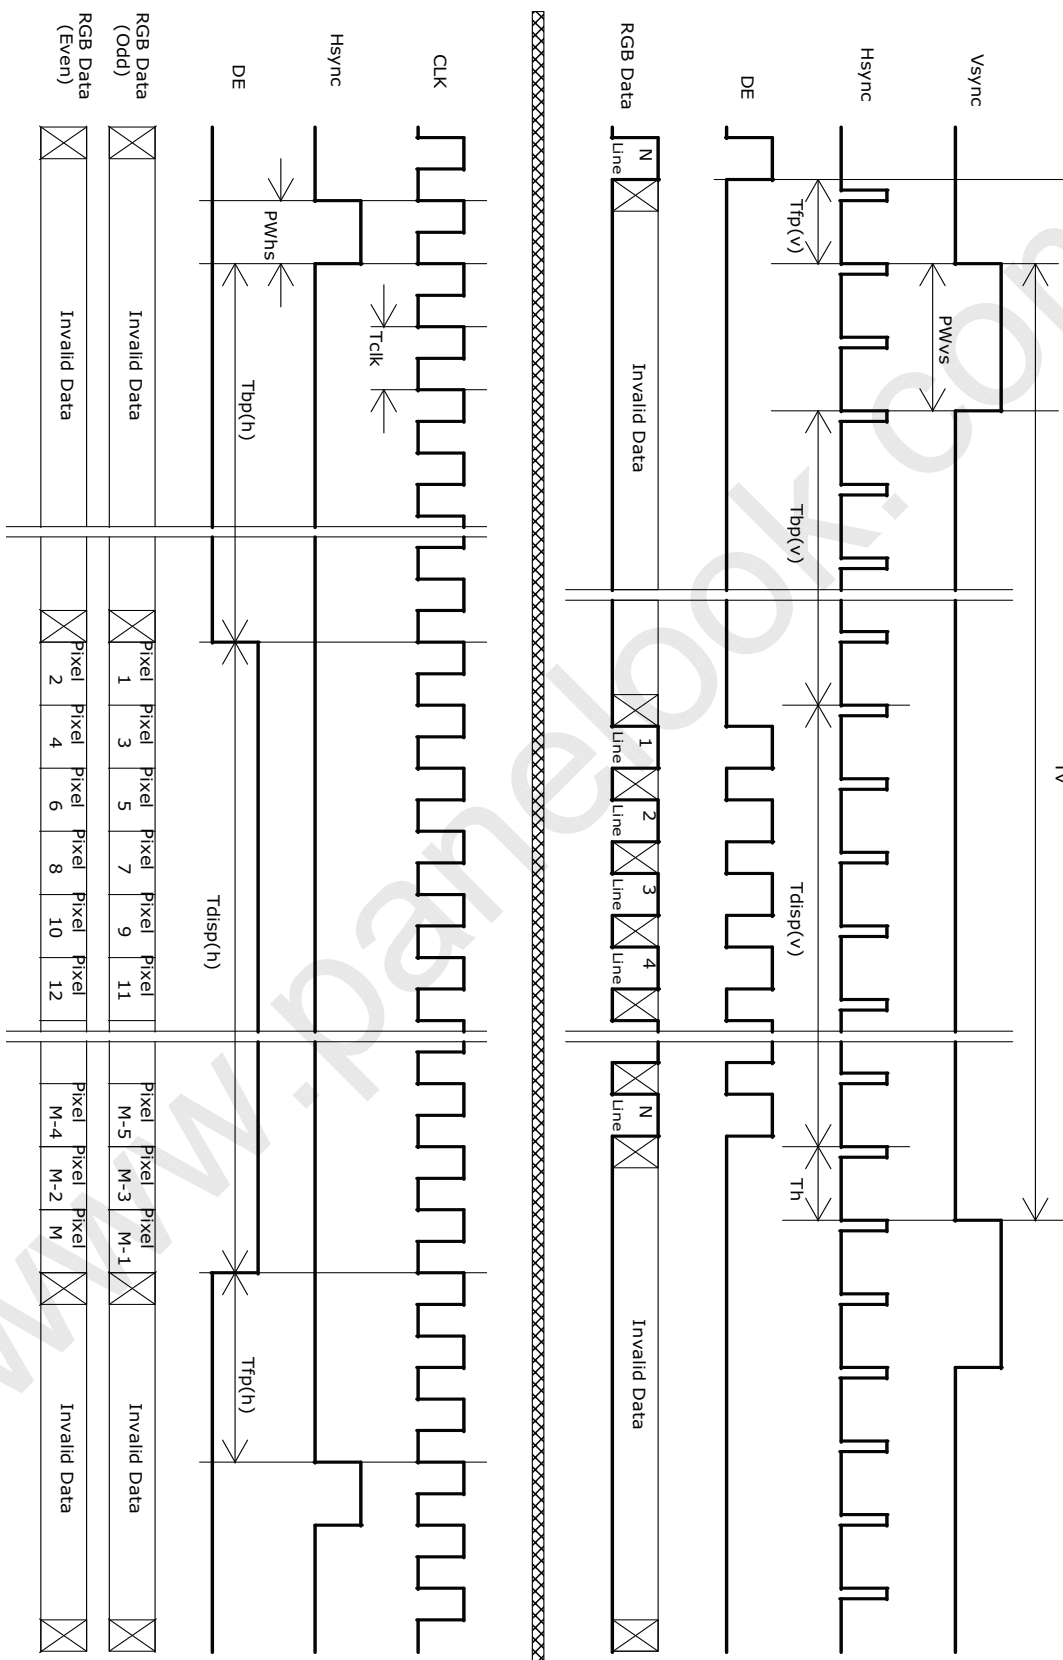 Vsync
Tv
PWvs
Hsync
Tfp(v)
Tbp(v)
Tdisp(v)
Th
DE
RGB Data
N
Line
Invalid Data
1
Line
2
Line
3
Line
4
Line
N
Line
Invalid Data
CLK
Tclk
Hsync
PWhs
DE
Tbp(h)
Tdisp(h)
Tfp(h)
RGB Data
(Odd)
Invalid Data
Pixel
1
Pixel
3
Pixel
5
Pixel
7
Pixel
9
Pixel
11
Pixel
M-5
Pixel
M-3
Pixel
M-1
Invalid Data
RGB Data
(Even)
Invalid Data
Pixel
2
Pixel
4
Pixel
6
Pixel
8
Pixel
10
Pixel
12
Pixel
M-4
Pixel
M-2
Pixel
M
Invalid Data
www.panelook.com